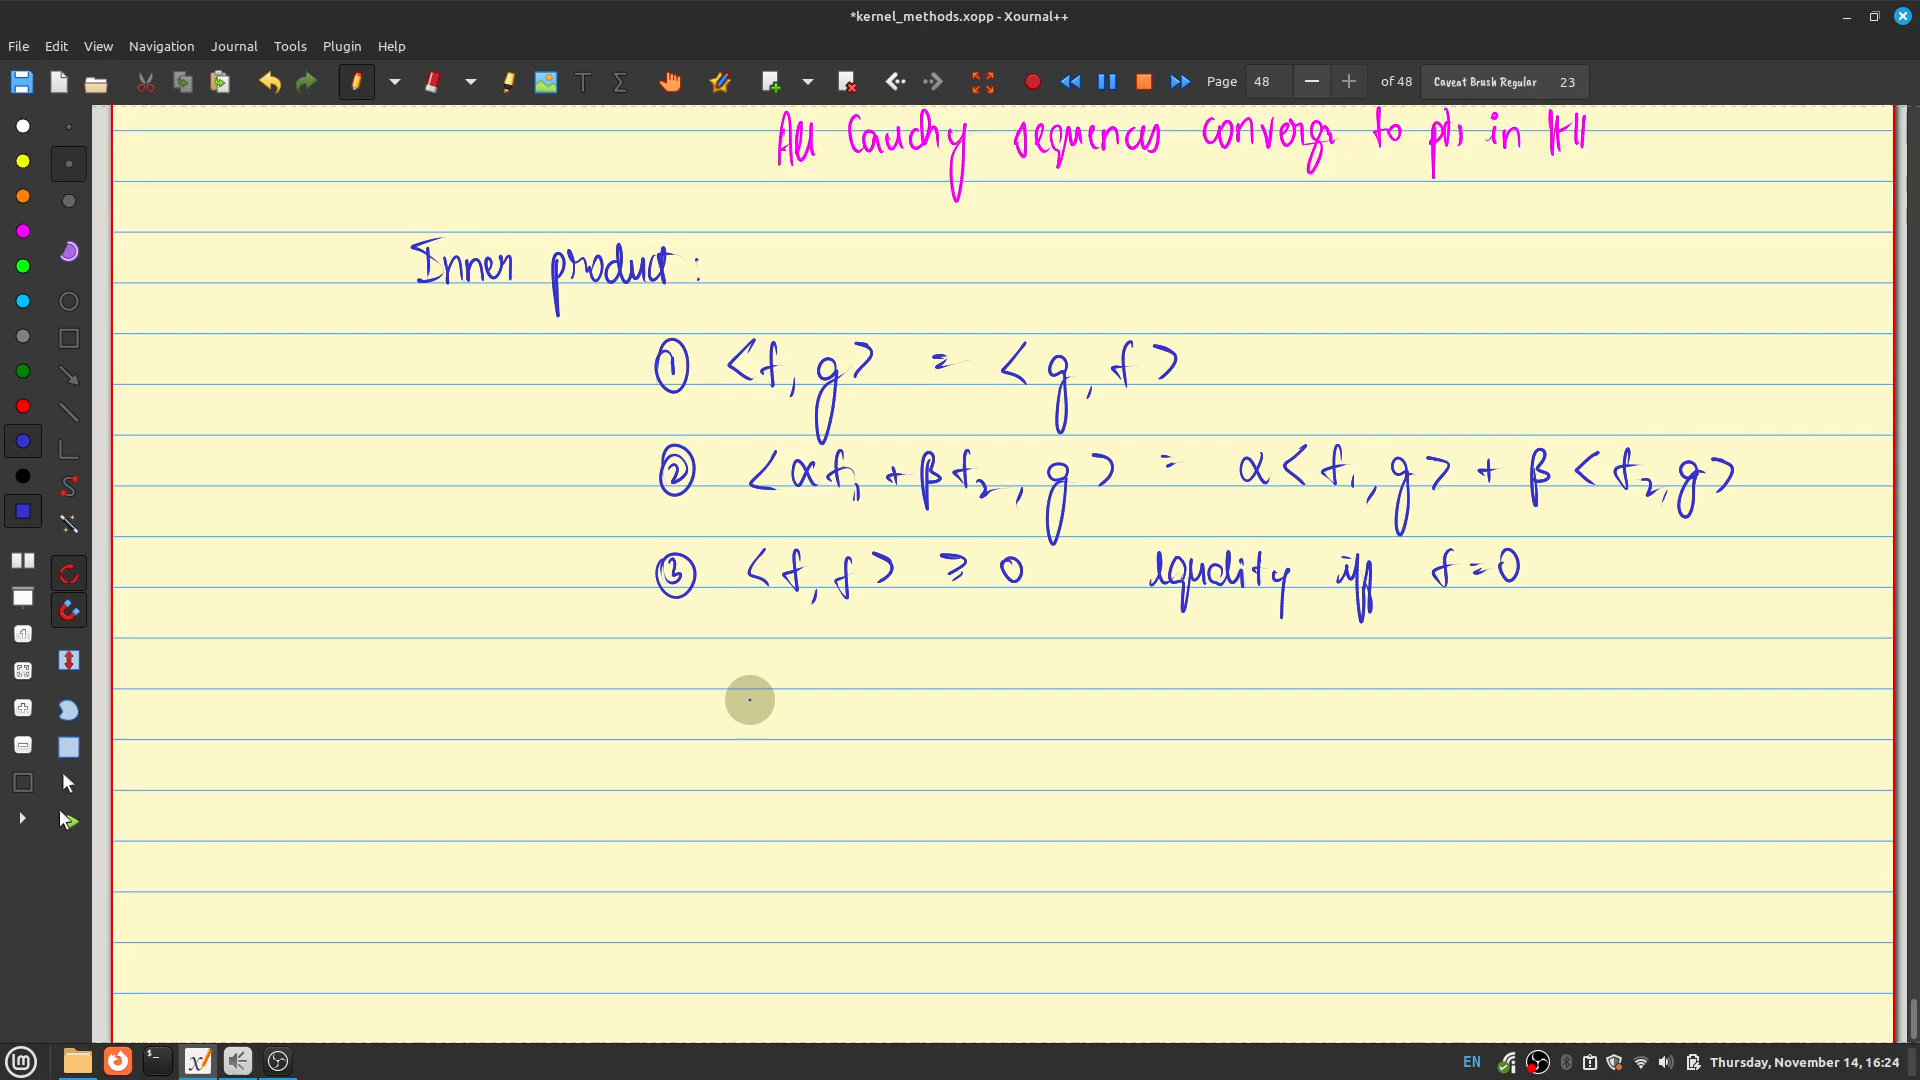 *kernel_methods.xopp - Xournal++
File Edit View Navigation Journal Tools Plugin Help
Page 48 of 48 Caveat Brush Regular 23
All Cauchy sequences converge to pts in H
Inner product :
① <f, g> = <g, f>
② <αf₁ + βf₂, g> = α<f₁, g> + β<f₂, g>
③ <f, f> ≥ 0 equality iff f = 0
EN Thursday, November 14, 16:24